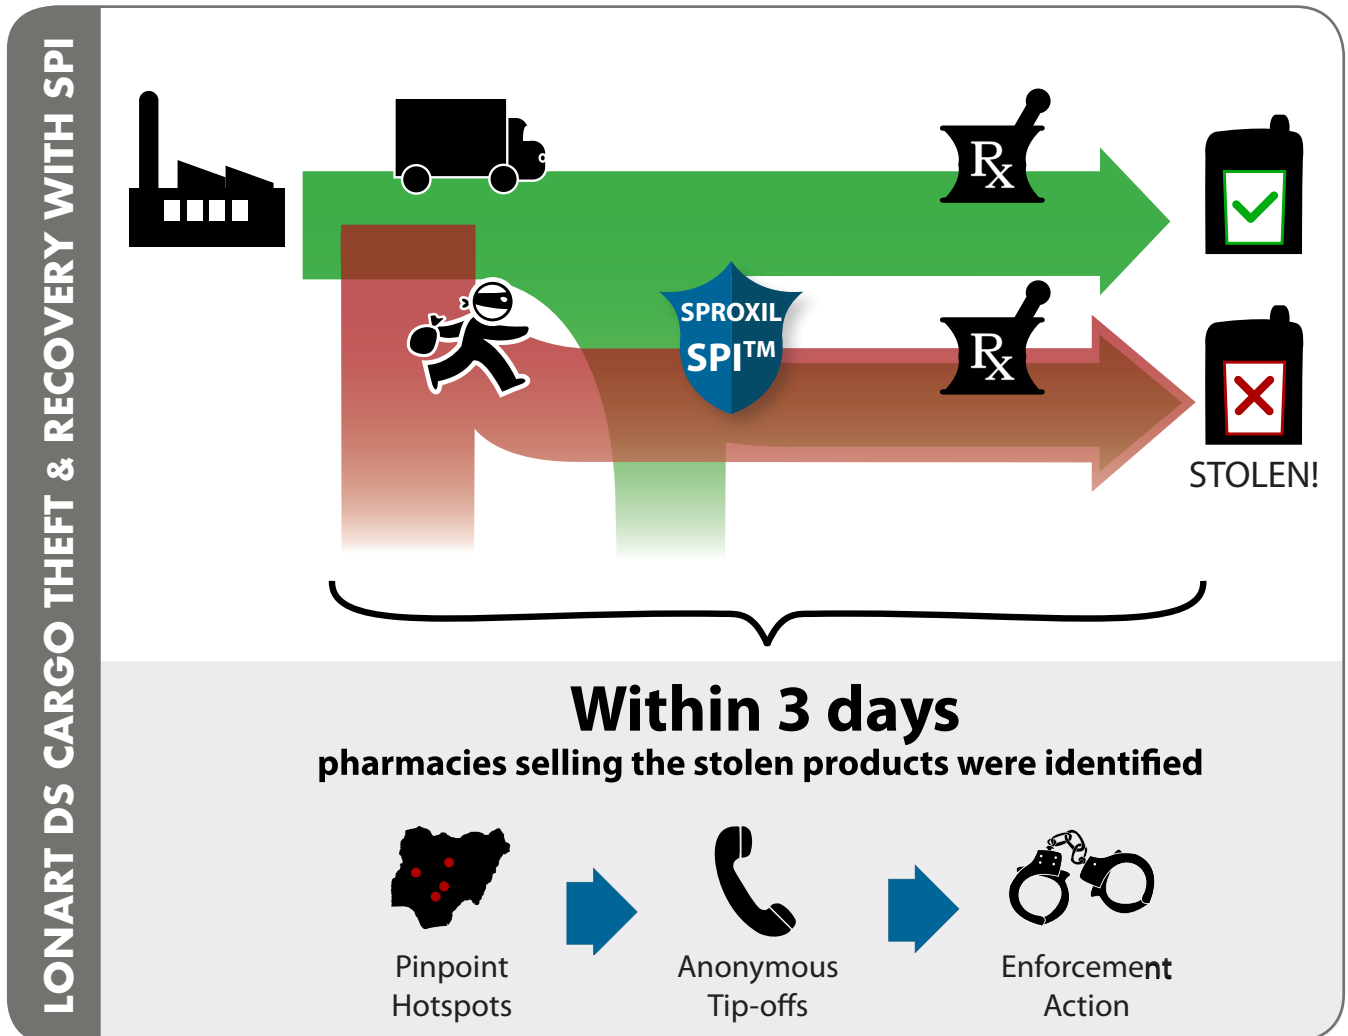 LONART DS CARGO THEFT & RECOVERY WITH SPI
Rx
SPROXIL
SPI™
Rx
STOLEN!
Within 3 days
pharmacies selling the stolen products were identified
Pinpoint
Hotspots
Anonymous
Tip-offs
Enforcement
Action